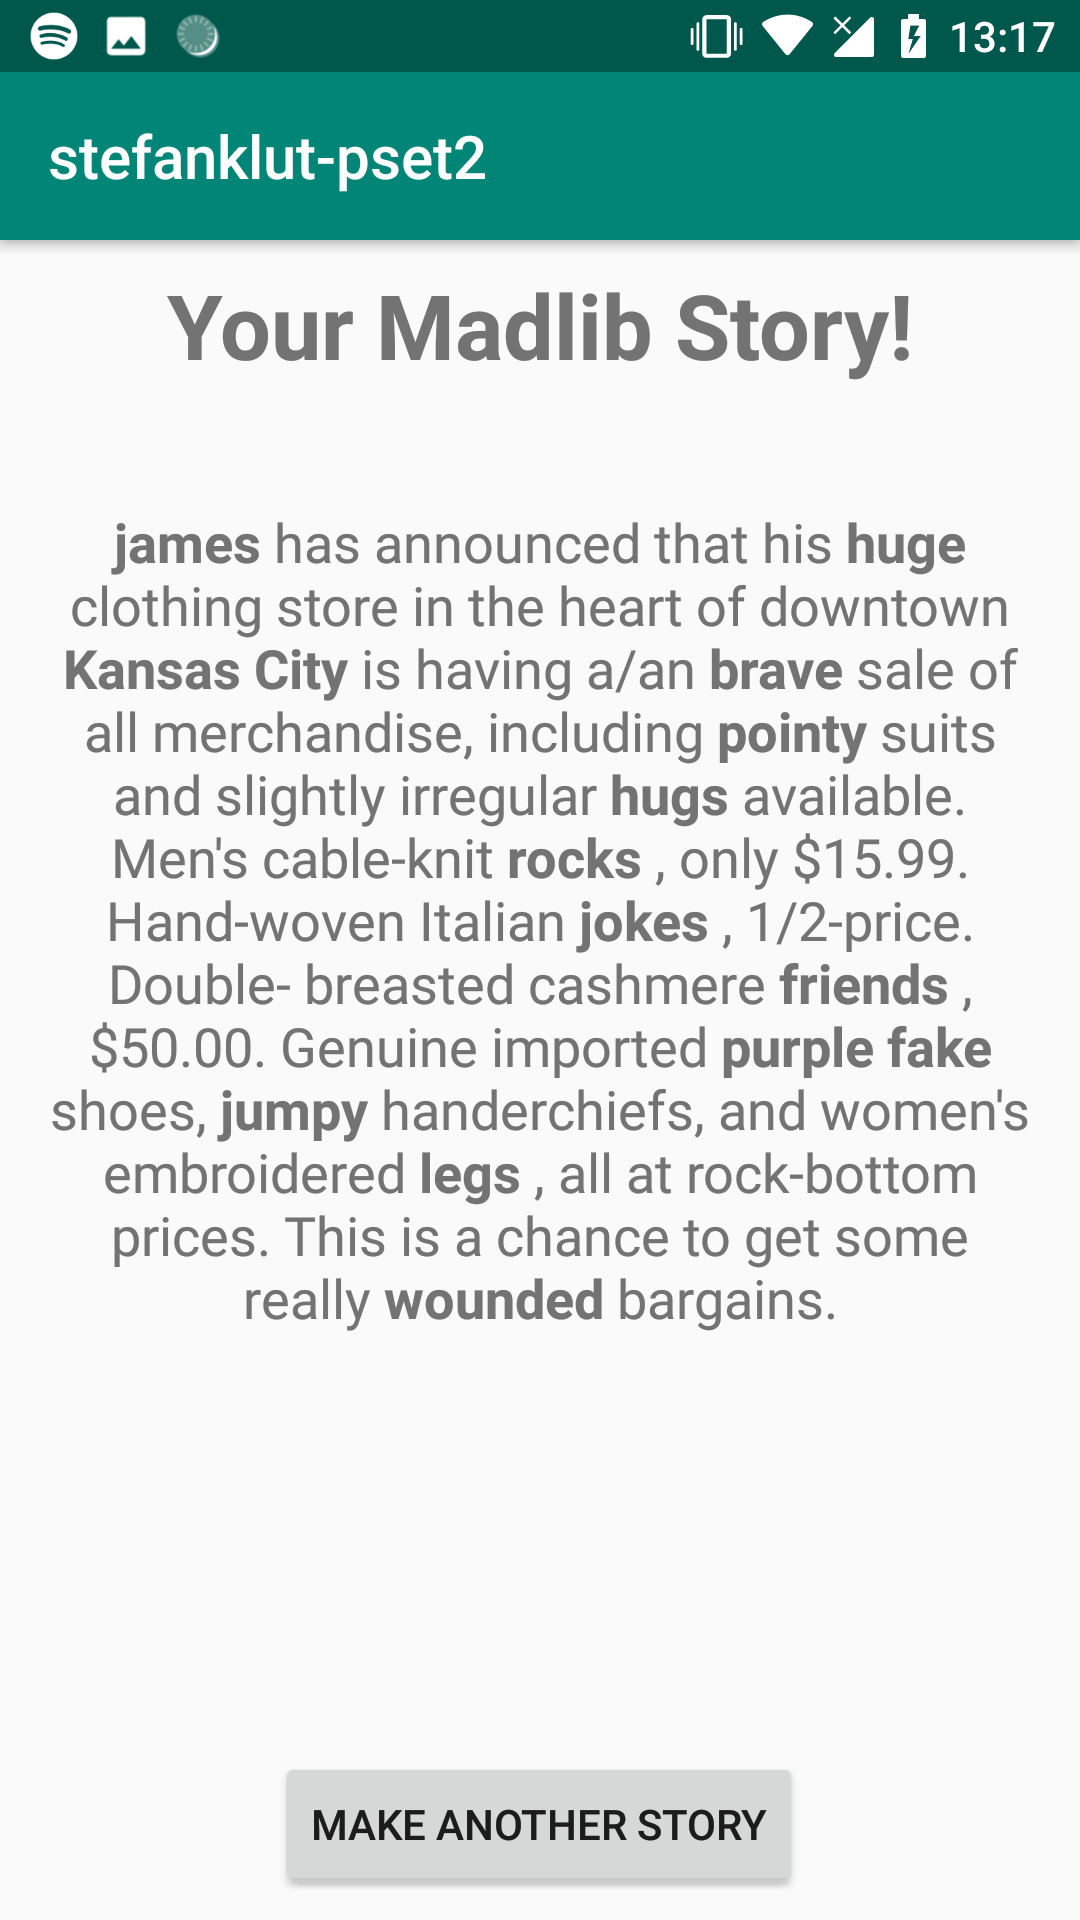 13:17
stefanklut-pset2
Your Madlib Story!
james has announced that his huge
clothing store in the heart of downtown
Kansas City is having a/an brave sale of
all merchandise, including pointy suits
and slightly irregular hugs available.
Men's cable-knit rocks , only $15.99.
Hand-woven Italian jokes , 1/2-price.
Double- breasted cashmere friends ,
$50.00. Genuine imported purple fake
shoes, jumpy handerchiefs, and women's
embroidered legs , all at rock-bottom
prices. This is a chance to get some
really wounded bargains.
MAKE ANOTHER STORY